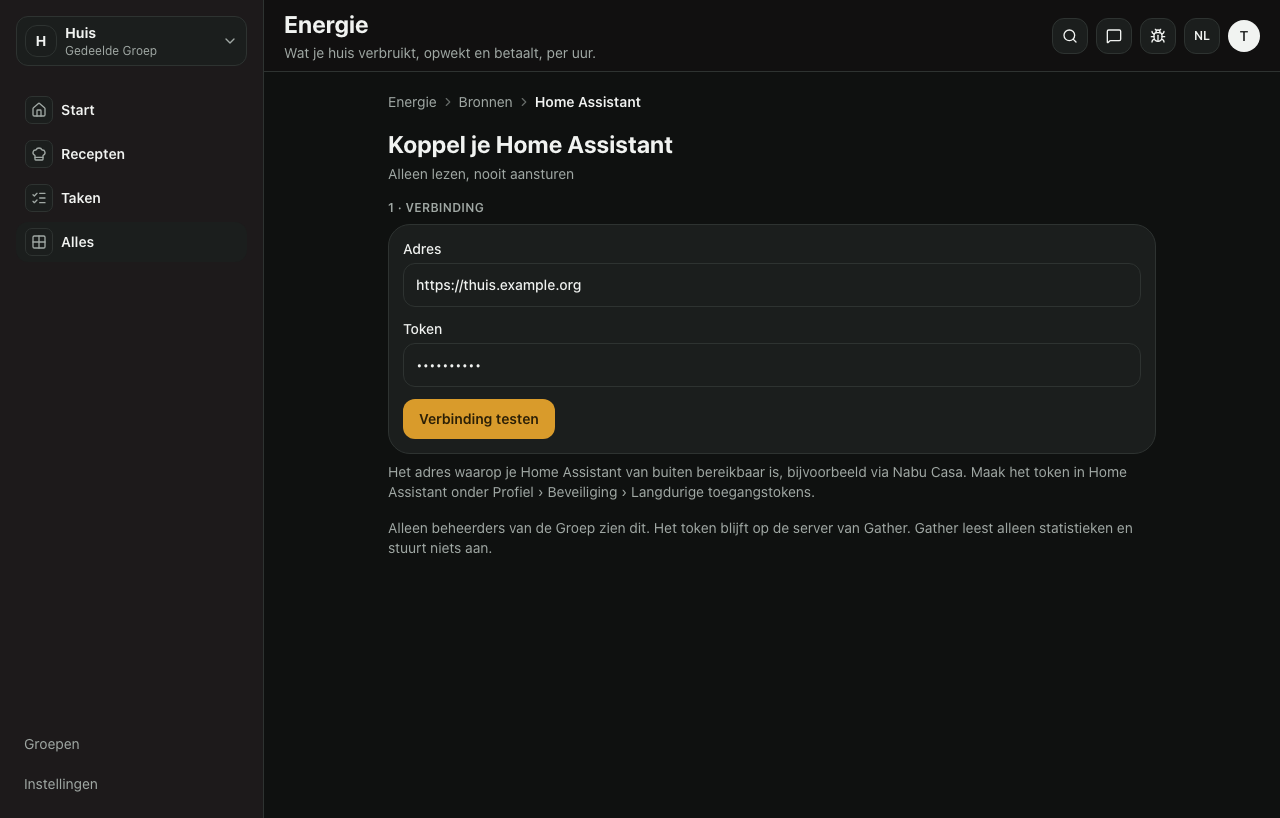 H
Huis
Gedeelde Groep
Start
Recepten
Taken
Alles
Groepen
Instellingen
Energie
Wat je huis verbruikt, opwekt en betaalt, per uur.
NL
T
Energie > Bronnen > Home Assistant
Koppel je Home Assistant
Alleen lezen, nooit aansturen
1 · VERBINDING
Adres
https://thuis.example.org
Token
••••••••••
Verbinding testen
Het adres waarop je Home Assistant van buiten bereikbaar is, bijvoorbeeld via Nabu Casa. Maak het token in Home
Assistant onder Profiel › Beveiliging › Langdurige toegangstokens.
Alleen beheerders van de Groep zien dit. Het token blijft op de server van Gather. Gather leest alleen statistieken en
stuurt niets aan.